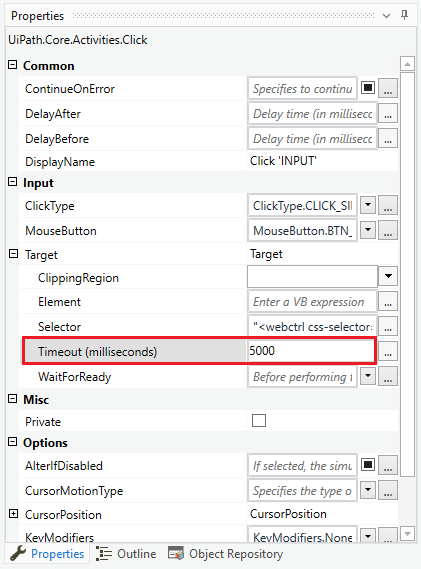 Properties
UiPath.Core.Activities.Click
Common
ContinueOnError Specifies to continu ...
DelayAfter Delay time (in milliseco ...
DelayBefore Delay time (in milliseco ...
DisplayName Click 'INPUT'
Input
ClickType ClickType.CLICK_SI ...
MouseButton MouseButton.BTN_ ...
Target Target
ClippingRegion
Element Enter a VB expression ...
Selector "<webctrl css-selector= ...
Timeout (milliseconds) 5000 ...
WaitForReady Before performing t ...
Misc
Private
Options
AlterIfDisabled If selected, the simu ...
CursorMotionType Specifies the type o ...
CursorPosition CursorPosition
KeyModifiers KeyModifiers.None ...
Properties Outline Object Repository